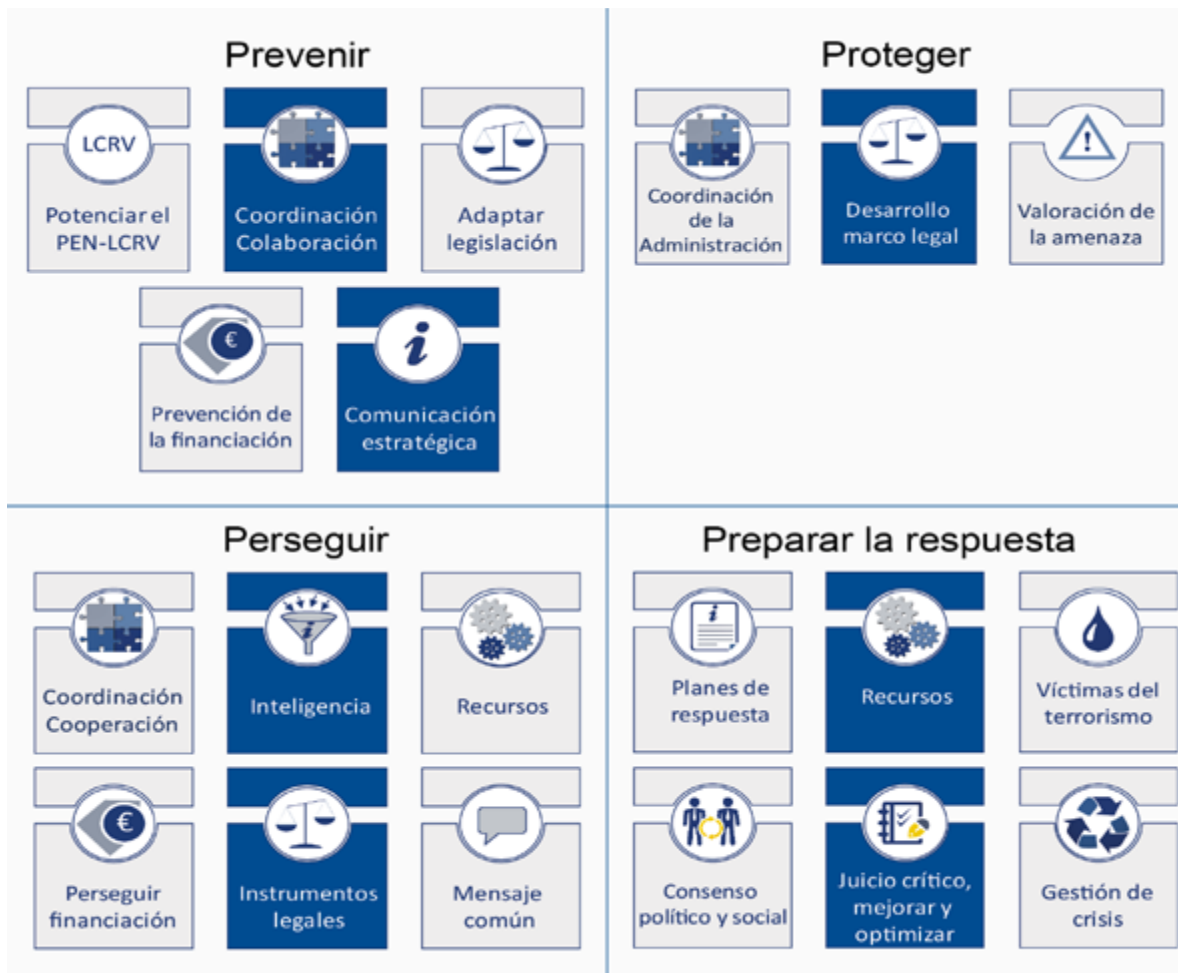 Prevenir
LCRV
Potenciar el
PEN-LCRV
Coordinación
Colaboración
Adaptar
legislación
€
Prevención de
la financiación
i
Comunicación
estratégica
Proteger
Coordinación
de la
Administración
Desarrollo
marco legal
!
Valoración de
la amenaza
Perseguir
Coordinación
Cooperación
i
Inteligencia
Recursos
€
Perseguir
financiación
Instrumentos
legales
Mensaje
común
Preparar la respuesta
i
Planes de
respuesta
Recursos
Víctimas del
terrorismo
Consenso
político y social
Juicio crítico,
mejorar y
optimizar
Gestión de
crisis